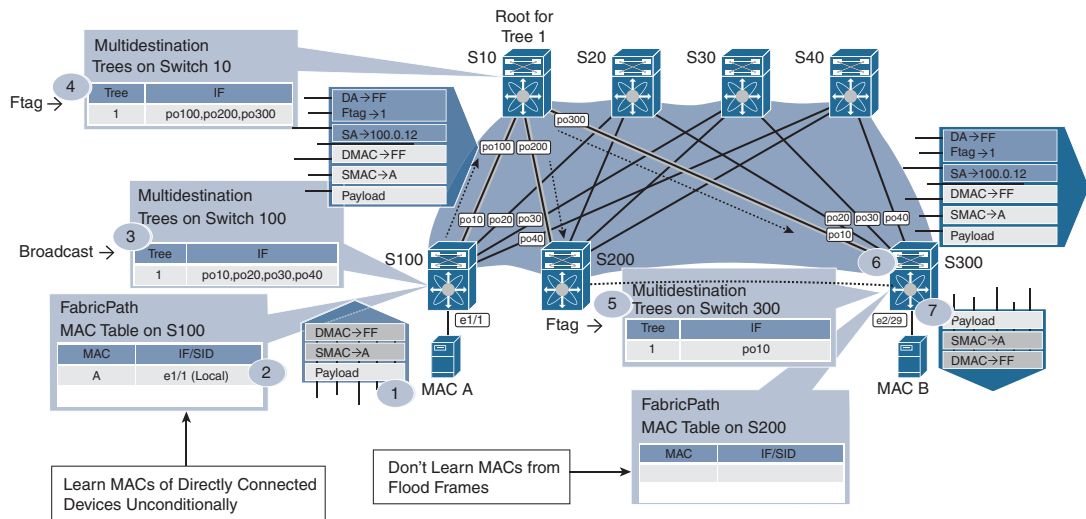 Root for
Tree 1
S10
S20
S30
S40
Multidestination
Trees on Switch 10
4
Ftag →
Tree IF
1 po100,po200,po300
DA→FF
Ftag→1
SA→100.0.12
DMAC→FF
SMAC→A
Payload
po300
po100
po200
DA→FF
Ftag→1
SA→100.0.12
DMAC→FF
SMAC→A
Payload
Multidestination
Trees on Switch 100
3
Broadcast →
Tree IF
1 po10,po20,po30,po40
po10
po20
po30
po40
po20
po30
po40
po10
S100
S200
6
S300
FabricPath
MAC Table on S100
MAC IF/SID
A e1/1 (Local)
2
e1/1
DMAC→FF
SMAC→A
Payload
1
MAC A
Ftag →
5
Multidestination
Trees on Switch 300
Tree IF
1 po10
e2/29
7
Payload
SMAC→A
DMAC→FF
MAC B
FabricPath
MAC Table on S200
MAC IF/SID
Learn MACs of Directly Connected
Devices Unconditionally
Don't Learn MACs from
Flood Frames